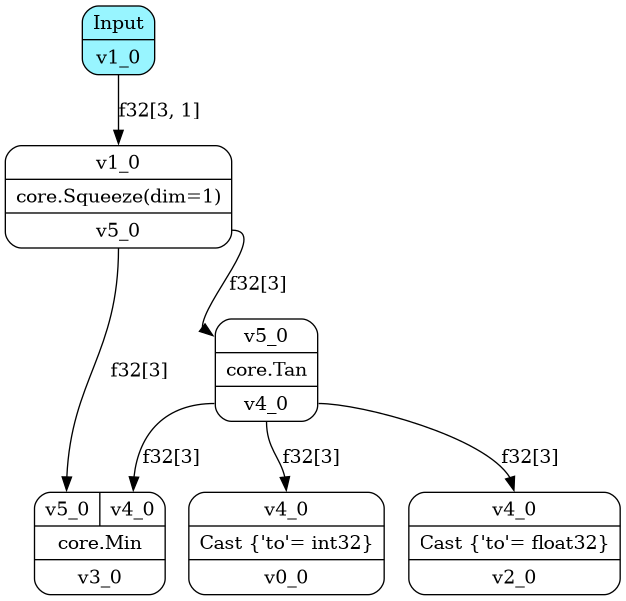 Input
v1_0
f32[3, 1]
v1_0
core.Squeeze(dim=1)
v5_0
f32[3]
v5_0
f32[3]
core.Tan
v4_0
f32[3] f32[3] f32[3]
v5_0 v4_0
core.Min
v3_0
v4_0
Cast {'to'= int32}
v0_0
v4_0
Cast {'to'= float32}
v2_0